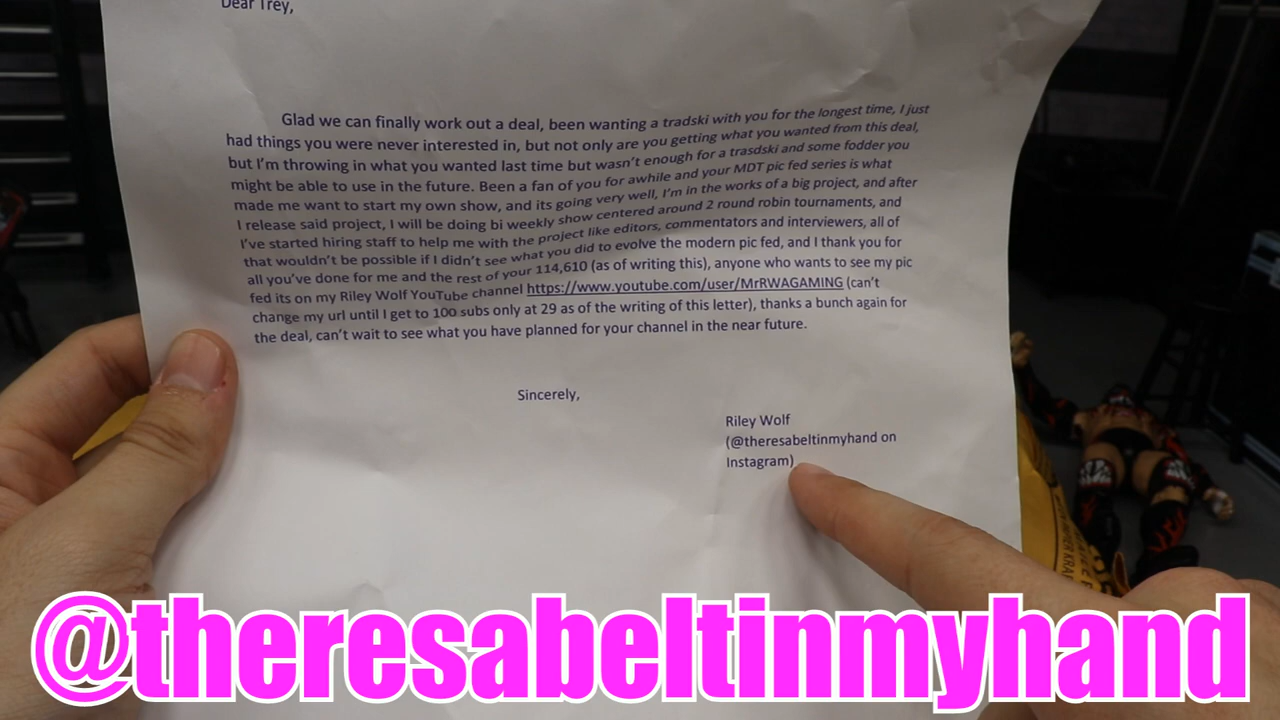 Dear Trey,
Glad we can finally work out a deal, been wanting a tradski with you for the longest time, I just
had things you were never interested in, but not only are you getting what you wanted from this deal,
but I'm throwing in what you wanted last time but wasn't enough for a trasdski and some fodder you
might be able to use in the future. Been a fan of you for awhile and your MDT pic fed series is what
made me want to start my own show, and its going very well, I'm in the works of a big project, and after
I release said project, I will be doing bi weekly show centered around 2 round robin tournaments, and
I've started hiring staff to help me with the project like editors, commentators and interviewers, all of
that wouldn't be possible if I didn't see what you did to evolve the modern pic fed, and I thank you for
all you've done for me and the rest of your 114,610 (as of writing this), anyone who wants to see my pic
fed its on my Riley Wolf YouTube channel https://www.youtube.com/user/MrRWAGAMING (can't
change my url until I get to 100 subs only at 29 as of the writing of this letter), thanks a bunch again for
the deal, can't wait to see what you have planned for your channel in the near future.
Sincerely,
Riley Wolf
(@theresabeltinmyhand on
Instagram)
@theresabeltinmyhand